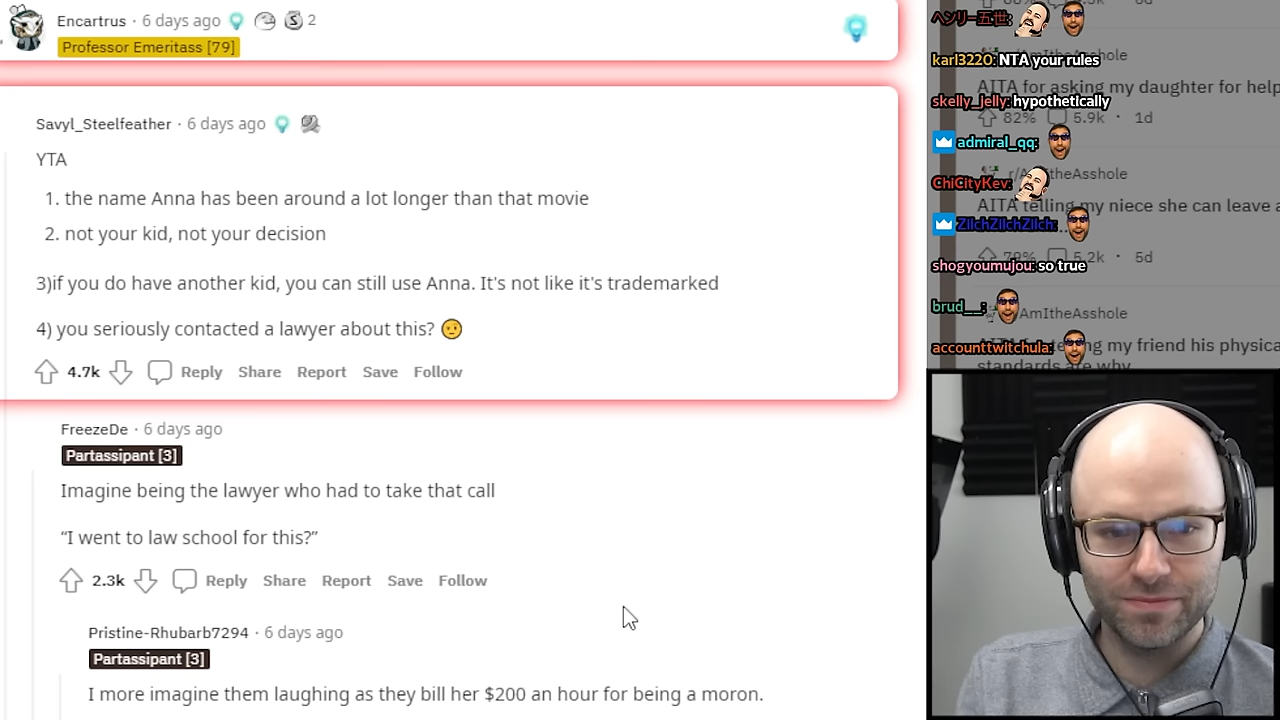 Encartrus · 6 days ago 2
Professor Emeritass [79]
Savyl_Steelfeather · 6 days ago
YTA
1. the name Anna has been around a lot longer than that movie
2. not your kid, not your decision
3)if you do have another kid, you can still use Anna. It's not like it's trademarked
4) you seriously contacted a lawyer about this?
4.7k Reply Share Report Save Follow
FreezeDe · 6 days ago
Partassipant [3]
Imagine being the lawyer who had to take that call
“I went to law school for this?”
2.3k Reply Share Report Save Follow
Pristine-Rhubarb7294 · 6 days ago
Partassipant [3]
I more imagine them laughing as they bill her $200 an hour for being a moron.
ヘンリー五世:
karl3220: NTA your rules
skelly_jelly: hypothetically
admiral_qq:
ChiCityKev:
ZilchZilchZilch:
shogyoumujou: so true
brud__:
accounttwitchula:
AITA for asking my daughter for help
82% 5.9k · 1d
AITA telling my niece she can leave a
5.2k · 5d
AmItheAsshole
my friend his physica
standards are why